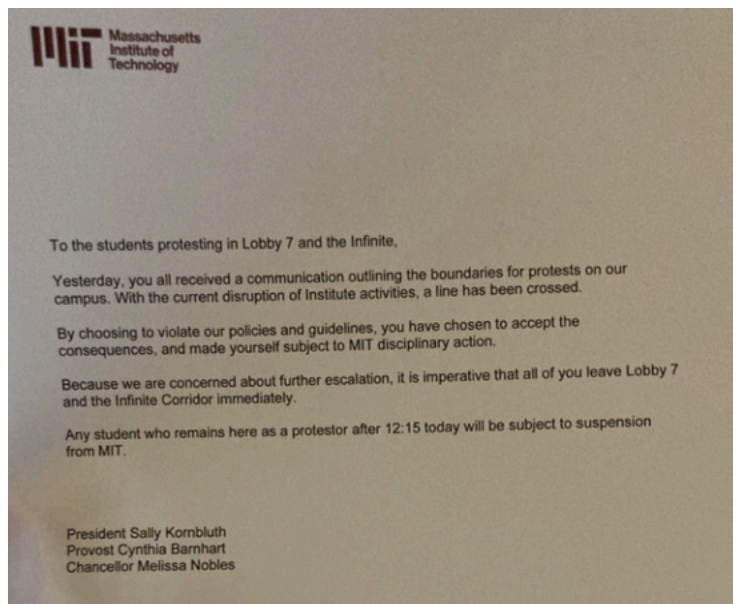 Massachusetts
Institute of
Technology
To the students protesting in Lobby 7 and the Infinite,
Yesterday, you all received a communication outlining the boundaries for protests on our
campus. With the current disruption of Institute activities, a line has been crossed.
By choosing to violate our policies and guidelines, you have chosen to accept the
consequences, and made yourself subject to MIT disciplinary action.
Because we are concerned about further escalation, it is imperative that all of you leave Lobby 7
and the Infinite Corridor immediately.
Any student who remains here as a protestor after 12:15 today will be subject to suspension
from MIT.
President Sally Kornbluth
Provost Cynthia Barnhart
Chancellor Melissa Nobles